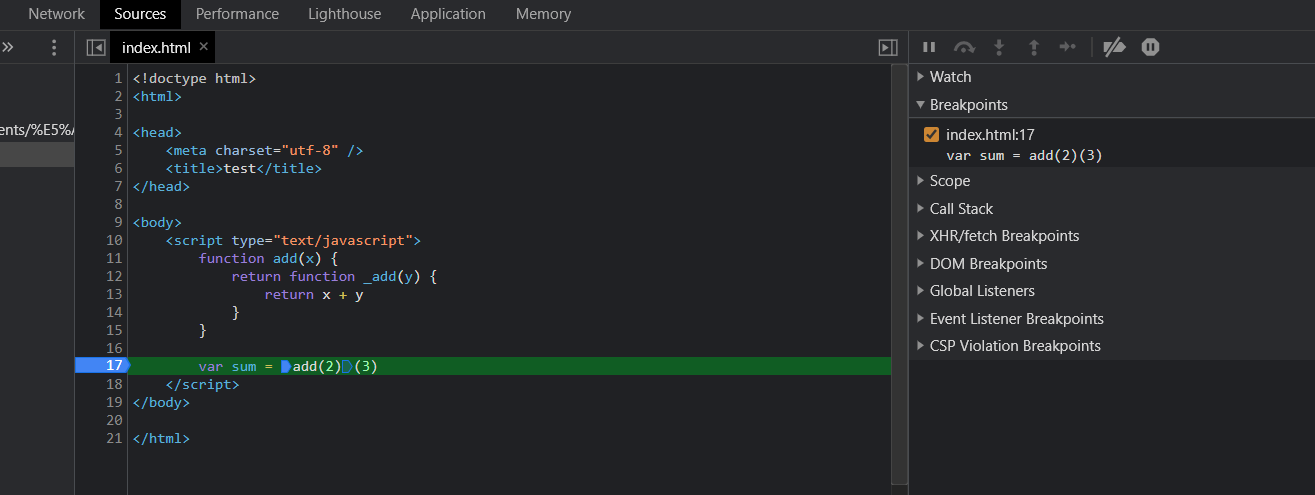 Network Sources Performance Lighthouse Application Memory
» index.html ×
1 <!doctype html>
2 <html>
3
4 <head>
5     <meta charset="utf-8" />
6     <title>test</title>
7 </head>
8
9 <body>
10     <script type="text/javascript">
11         function add(x) {
12             return function _add(y) {
13                 return x + y
14             }
15         }
16
17         var sum = add(2)(3)
18     </script>
19 </body>
20
21 </html>
ents/%E5%
Watch
Breakpoints
index.html:17
var sum = add(2)(3)
Scope
Call Stack
XHR/fetch Breakpoints
DOM Breakpoints
Global Listeners
Event Listener Breakpoints
CSP Violation Breakpoints